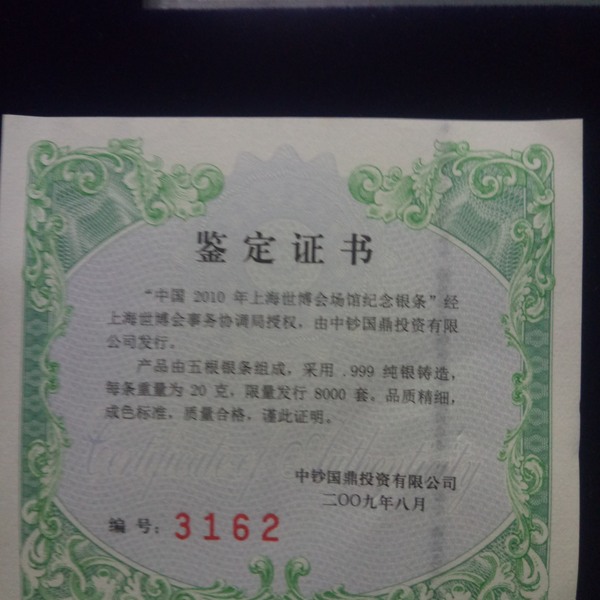 鉴定证书
“中国 2010 年上海世博会场馆纪念银条”经
上海世博会事务协调局授权，由中钞国鼎投资有限
公司发行。
产品由五根银条组成，采用 .999 纯银铸造，
每条重量为 20 克，限量发行 8000 套，品质精细，
成色标准，质量合格，谨此证明。
中钞国鼎投资有限公司
二〇〇九年八月
编号：3162